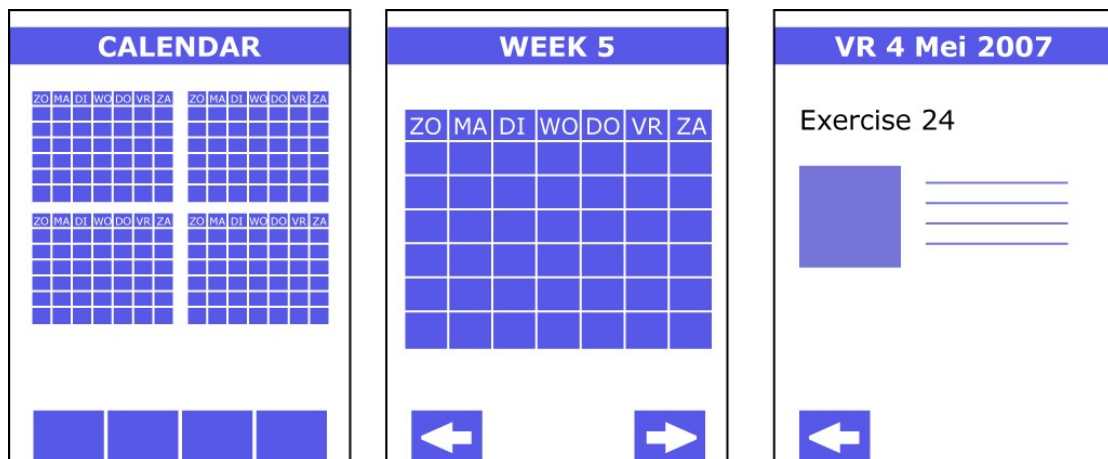 CALENDAR
ZO MA DI WO DO VR ZA
ZO MA DI WO DO VR ZA
ZO MA DI WO DO VR ZA
ZO MA DI WO DO VR ZA
WEEK 5
ZO MA DI WO DO VR ZA
VR 4 Mei 2007
Exercise 24